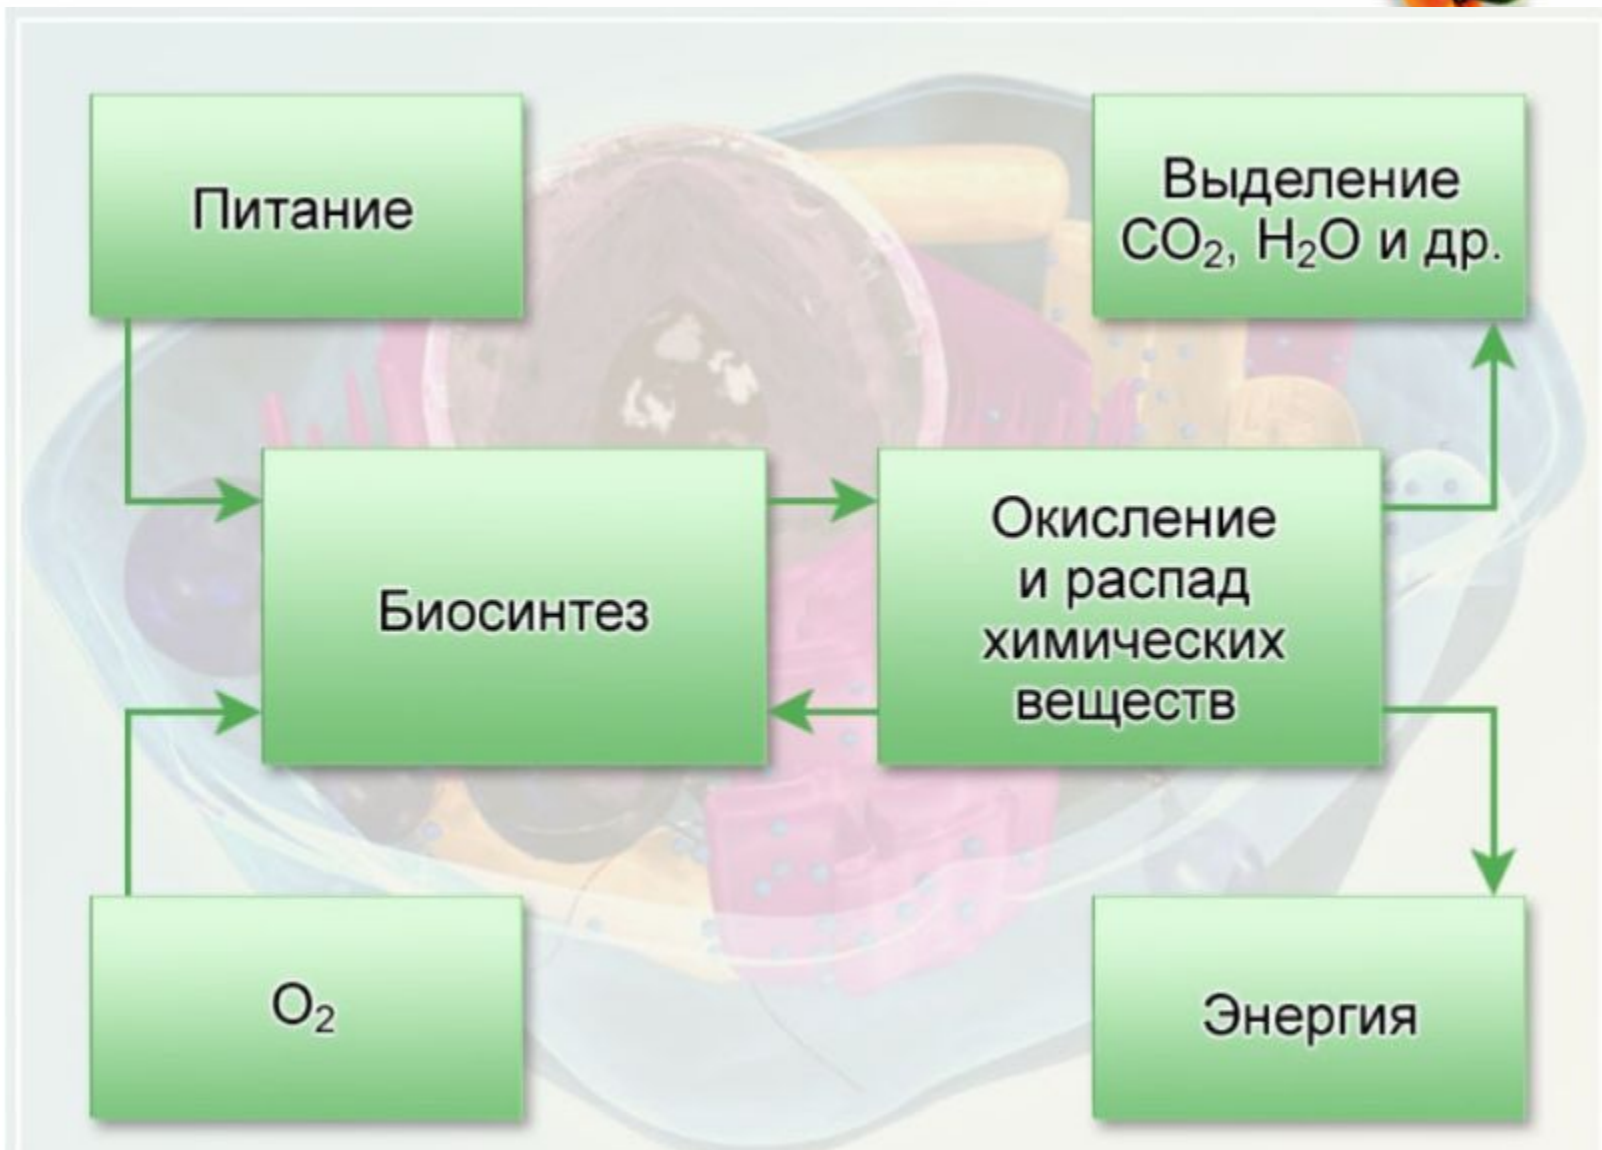 Питание
Выделение
CO₂, H₂O и др.
Биосинтез
Окисление
и распад
химических
веществ
O₂
Энергия